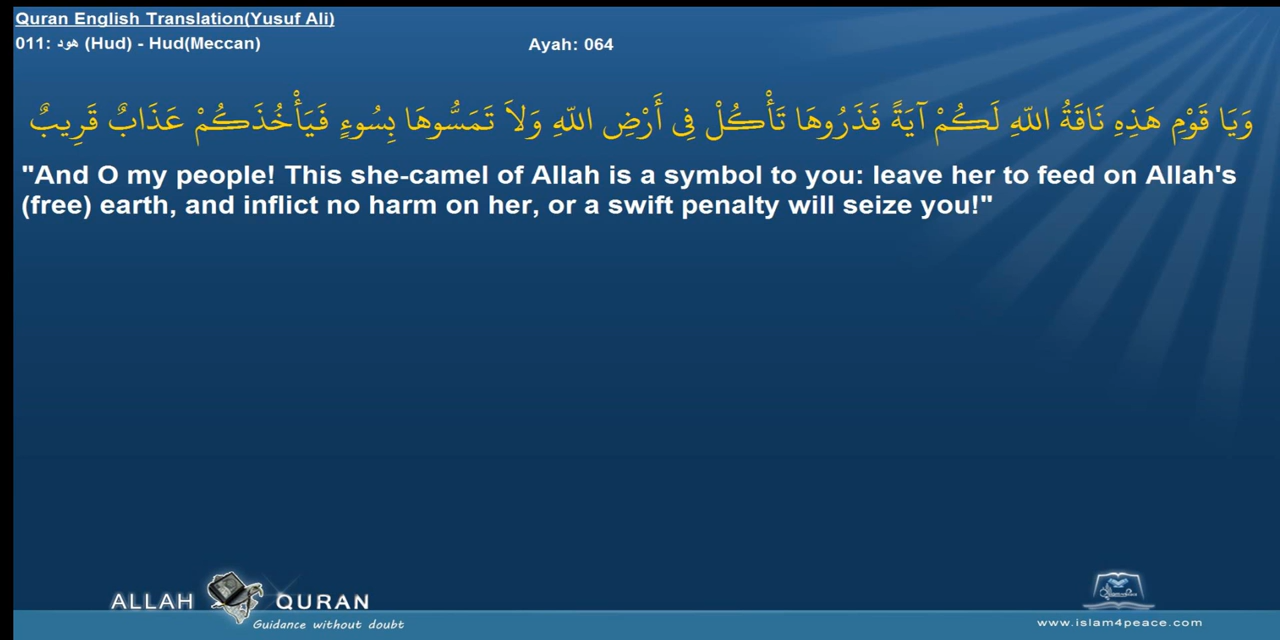 Quran English Translation(Yusuf Ali)
011: هود (Hud) - Hud(Meccan)
Ayah: 064
وَيَا قَوْمِ هَذِهِ نَاقَةُ اللّهِ لَكُمْ آيَةً فَذَرُوهَا تَأْكُلْ فِي أَرْضِ اللّهِ وَلاَ تَمَسُّوهَا بِسُوءٍ فَيَأْخُذَكُمْ عَذَابٌ قَرِيبٌ
"And O my people! This she-camel of Allah is a symbol to you: leave her to feed on Allah's
(free) earth, and inflict no harm on her, or a swift penalty will seize you!"
ALLAH QURAN
Guidance without doubt
www.islam4peace.com